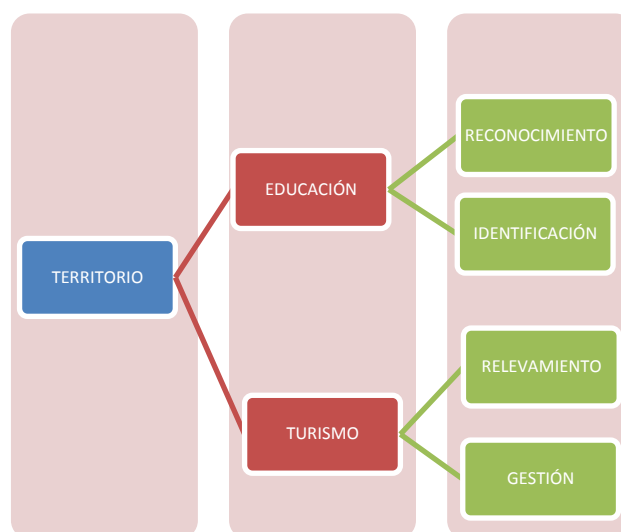 TERRITORIO
EDUCACIÓN
TURISMO
RECONOCIMIENTO
IDENTIFICACIÓN
RELEVAMIENTO
GESTIÓN